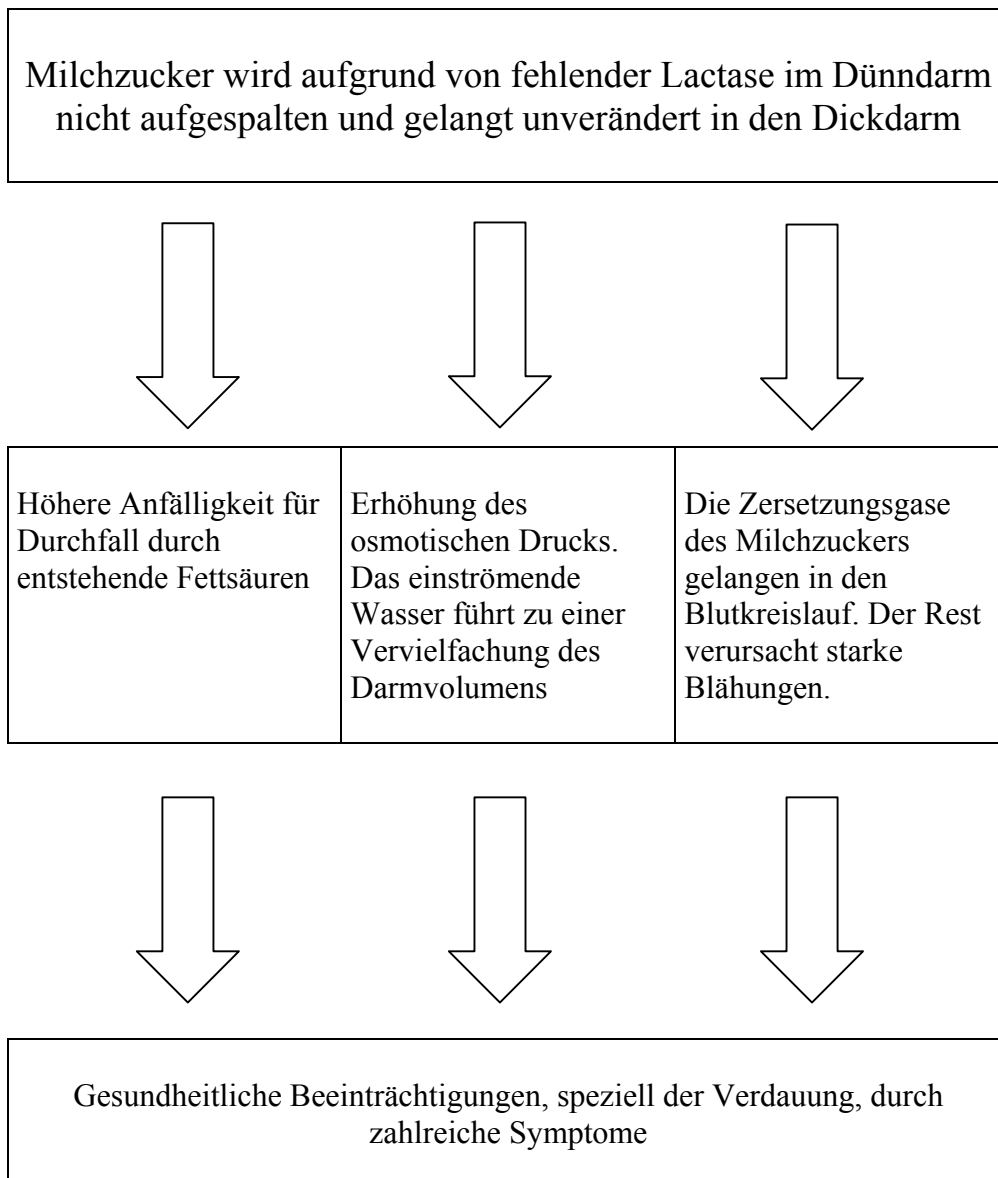 Milchzucker wird aufgrund von fehlender Lactase im Dünndarm
nicht aufgespalten und gelangt unverändert in den Dickdarm
Höhere Anfälligkeit für
Durchfall durch
entstehende Fettsäuren
Erhöhung des
osmotischen Drucks.
Das einströmende
Wasser führt zu einer
Vervielfachung des
Darmvolumens
Die Zersetzungsgase
des Milchzuckers
gelangen in den
Blutkreislauf. Der Rest
verursacht starke
Blähungen.
Gesundheitliche Beeinträchtigungen, speziell der Verdauung, durch
zahlreiche Symptome